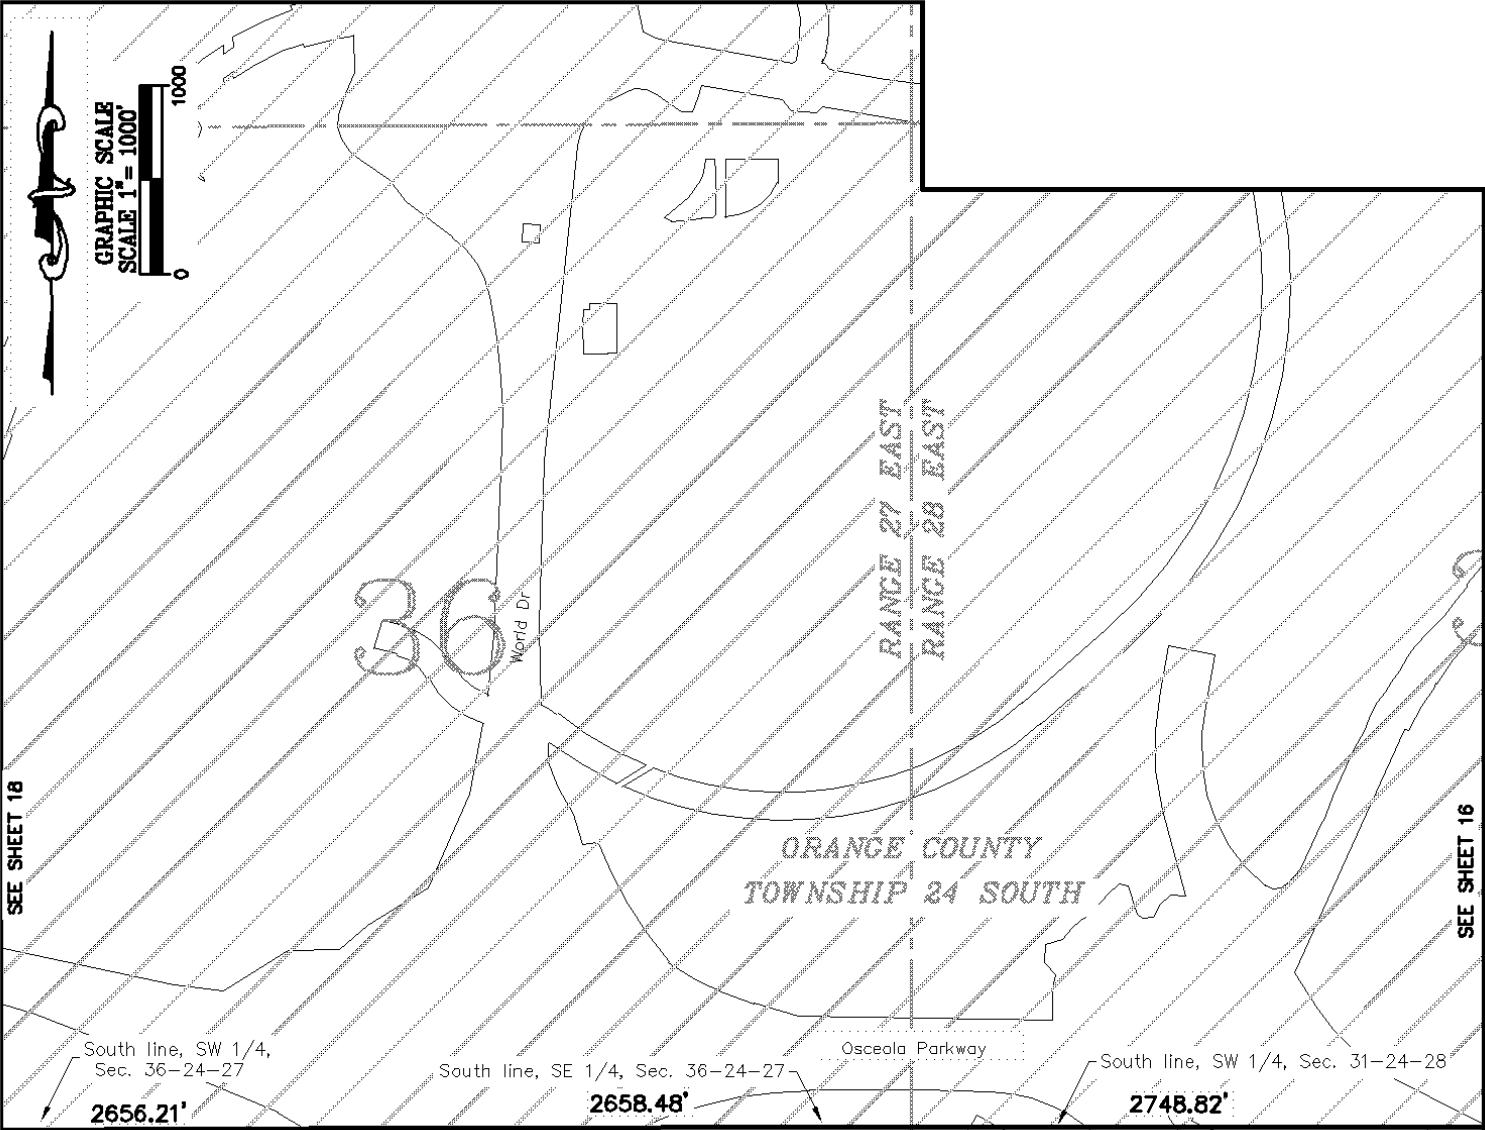 GRAPHIC SCALE
SCALE 1" = 1000'
1000
0
RANGE 27 EAST
RANGE 28 EAST
36
World Dr
SEE SHEET 18
ORANGE COUNTY
TOWNSHIP 24 SOUTH
SEE SHEET 16
South line, SW 1/4,
Sec. 36-24-27
2656.21'
South line, SE 1/4, Sec. 36-24-27
2658.48'
Osceola Parkway
South line, SW 1/4, Sec. 31-24-28
2748.82'